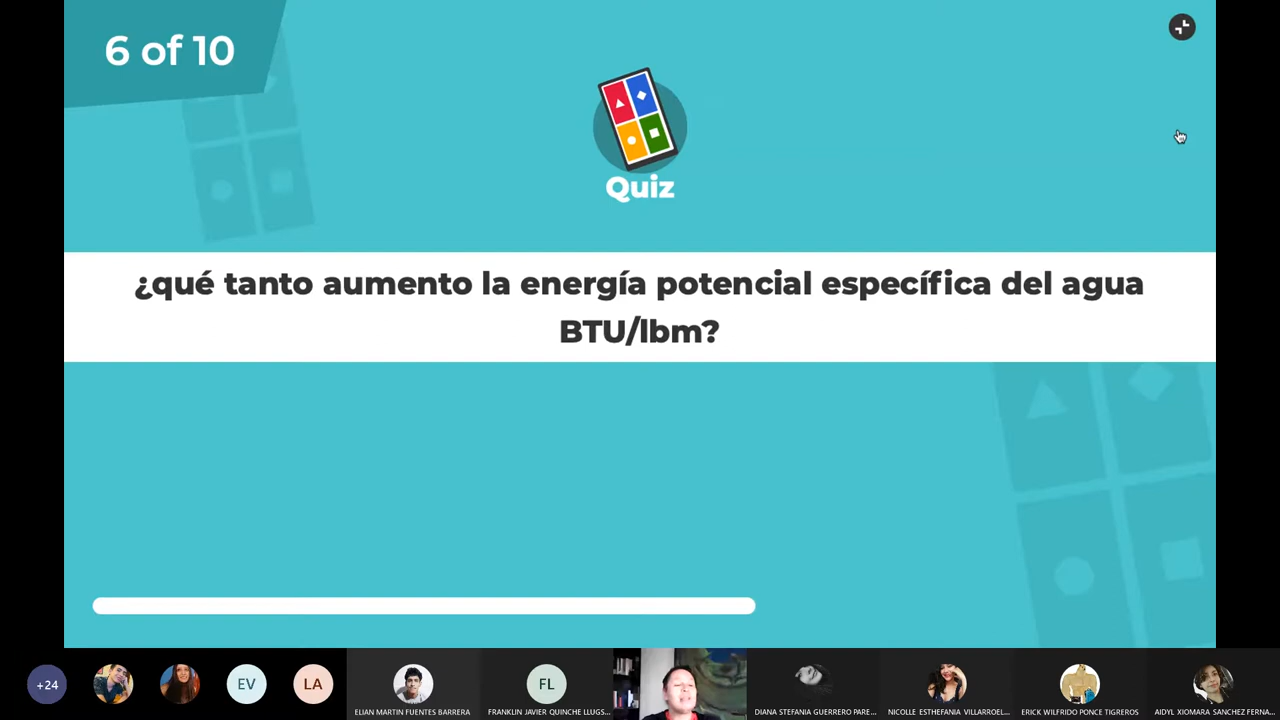 6 of 10
Quiz
¿qué tanto aumento la energía potencial específica del agua
BTU/lbm?
+24
EV
LA
FL
ELIAN MARTIN FUENTES BARRERA
FRANKLIN JAVIER QUINCHE LLUGS...
DIANA STEFANIA GUERRERO PARE...
NICOLLE ESTHEFANIA VILLARROEL...
ERICK WILFRIDO PONCE TIGREROS
AIDYL XIOMARA SANCHEZ FERNA...